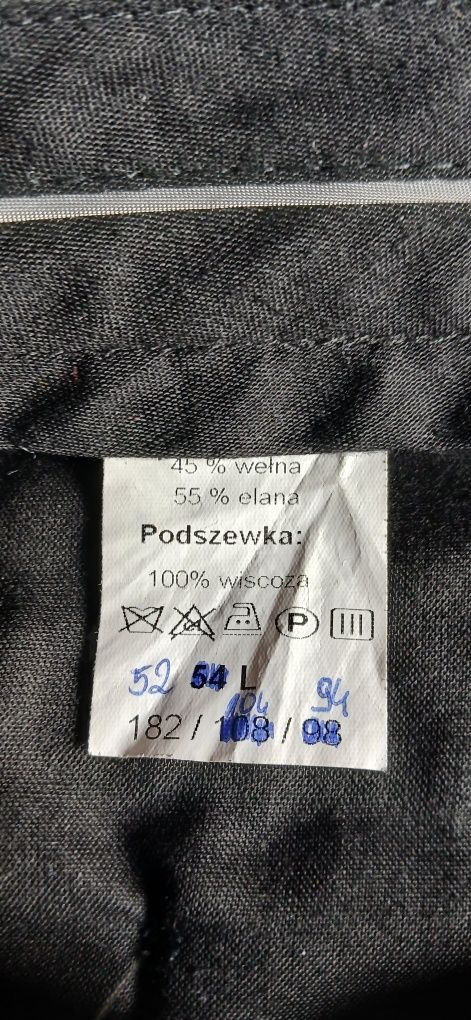 45 % wełna
55 % elana
Podszewka:
100% wiscoza
P
52 54 L
104 94
182 / 108 / 98